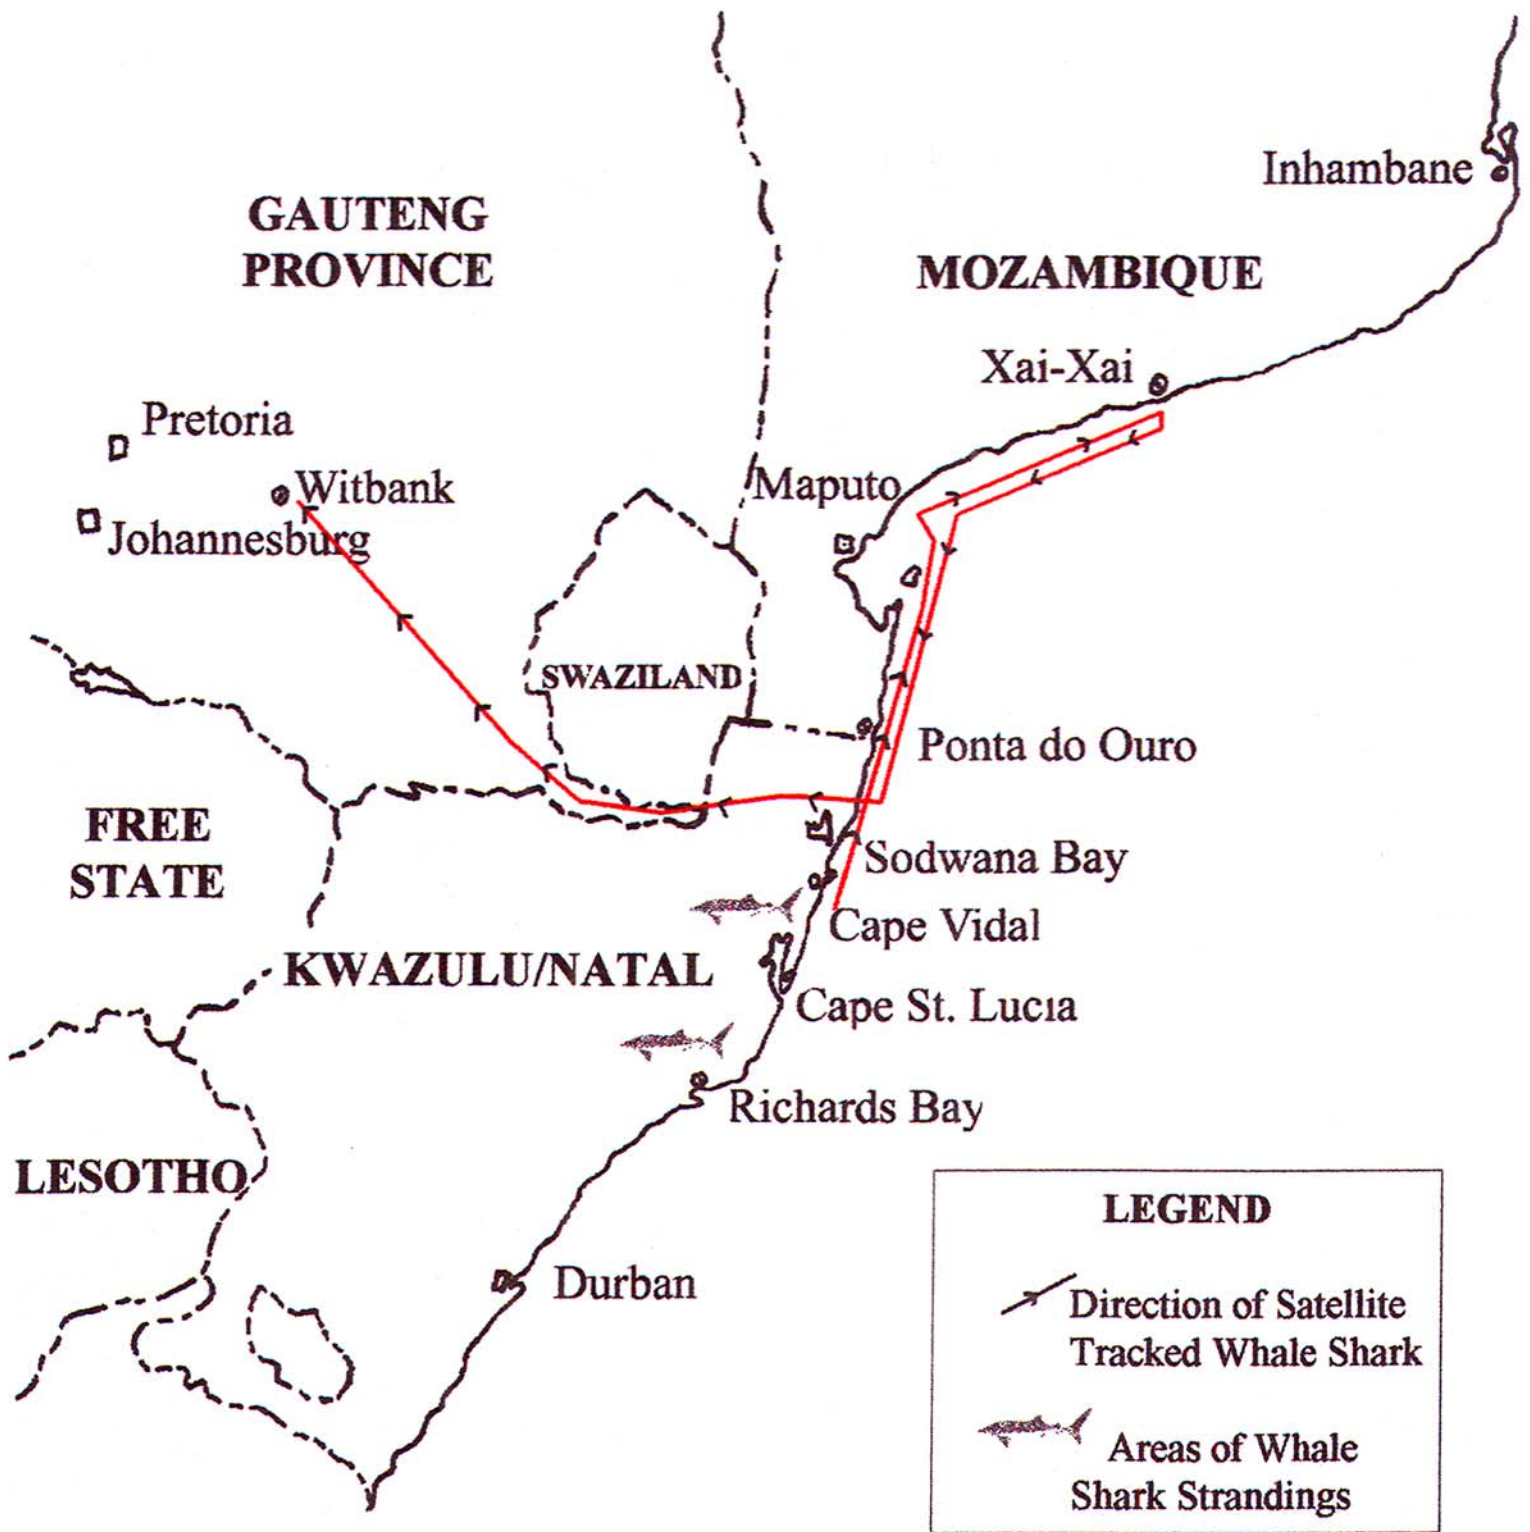 Inhambane
GAUTENG
PROVINCE
MOZAMBIQUE
Xai-Xai
Pretoria
Witbank
Maputo
Johannesburg
SWAZILAND
Ponta do Ouro
FREE
STATE
Sodwana Bay
Cape Vidal
KWAZULU/NATAL
Cape St. Lucia
Richards Bay
LESOTHO
Durban
LEGEND
Direction of Satellite
Tracked Whale Shark
Areas of Whale
Shark Strandings